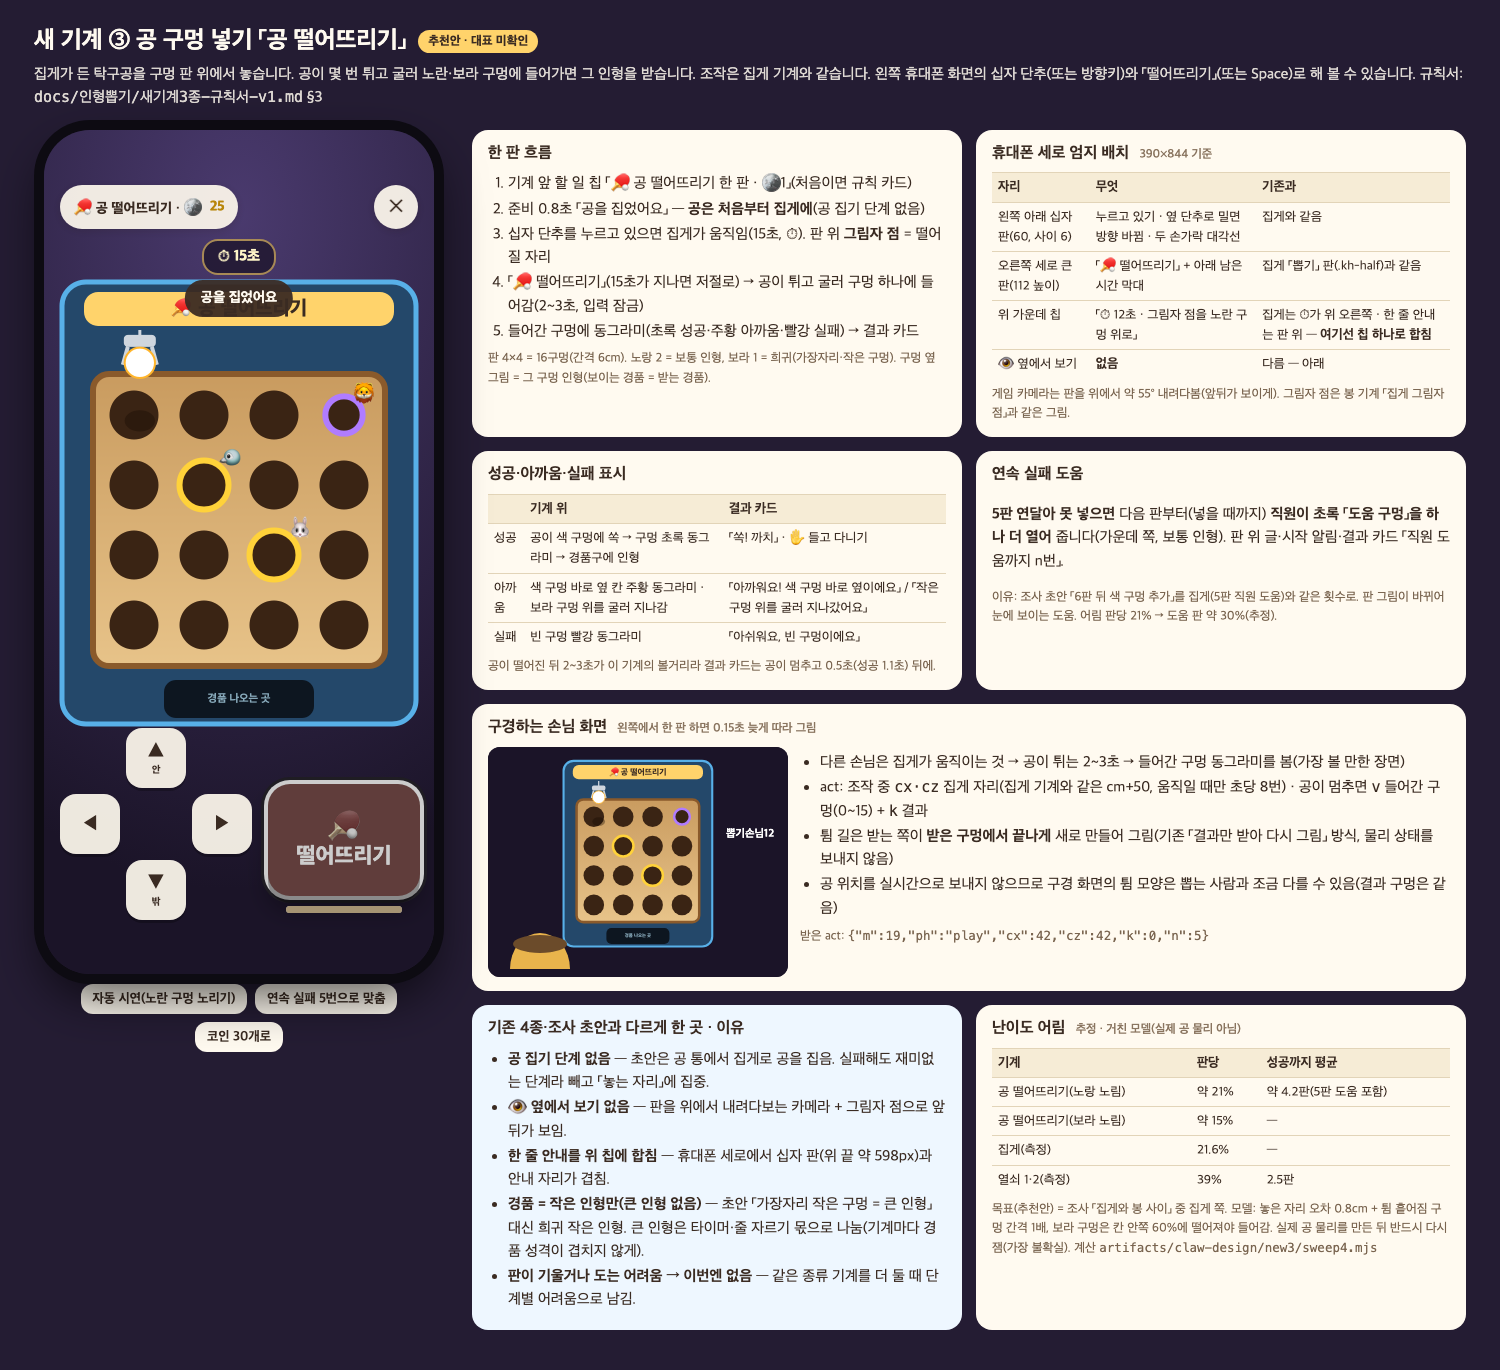 새 기계 ③ 공 구멍 넣기 「공 떨어뜨리기」 추천안 · 대표 미확인
집게가 든 탁구공을 구멍 판 위에서 놓습니다. 공이 몇 번 튀고 굴러 노란·보라 구멍에 들어가면 그 인형을 받습니다. 조작은 집게 기계와 같습니다. 왼쪽 휴대폰 화면의 십자 단추(또는 방향키)와 「떨어뜨리기」(또는 Space)로 해 볼 수 있습니다. 규칙서:
docs/인형뽑기/새기계3종-규칙서-v1.md §3
공 떨어뜨리기 · 25
×
⏱ 15초
공을 집었어요
경품 나오는 곳
▲
안
◀
▶
▼
밖
떨어뜨리기
자동 시연(노란 구멍 노리기)
연속 실패 5번으로 맞춤
코인 30개로
한 판 흐름
1. 기계 앞 할 일 칩 「🏓 공 떨어뜨리기 한 판 · 1」(처음이면 규칙 카드)
2. 준비 0.8초 「공을 집었어요」 — 공은 처음부터 집게에(공 집기 단계 없음)
3. 십자 단추를 누르고 있으면 집게가 움직임(15초, ⏱). 판 위 그림자 점 = 떨어
질 자리
4. 「🏓 떨어뜨리기」(15초가 지나면 저절로) → 공이 튀고 굴러 구멍 하나에 들
어감(2~3초, 입력 잠금)
5. 들어간 구멍에 동그라미(초록 성공·주황 아까움·빨강 실패) → 결과 카드
판 4×4 = 16구멍(간격 6cm). 노랑 2 = 보통 인형, 보라 1 = 희귀(가장자리·작은 구멍). 구멍 옆
그림 = 그 구멍 인형(보이는 경품 = 받는 경품).
휴대폰 세로 엄지 배치 390×844 기준
자리 무엇 기존과
왼쪽 아래 십자 판(60, 사이 6) 누르고 있기 · 옆 단추로 밀면 방향 바뀜 · 두 손가락 대각선 집게와 같음
오른쪽 세로 큰 판(112 높이) 「🏓 떨어뜨리기」 + 아래 남은 시간 막대 집게 「뽑기」 판(.kh-half)과 같음
위 가운데 칩 「⏱ 12초 · 그림자 점을 노란 구멍 위로」 집게는 ⏱가 위 오른쪽 · 한 줄 안내는 판 위 — 여기선 칩 하나로 합침
👁 옆에서 보기 없음 다름 — 아래
게임 카메라는 판을 위에서 약 55° 내려다봄(앞뒤가 보이게). 그림자 점은 봉 기계 「집게 그림자
점」과 같은 그림.
성공·아까움·실패 표시
기계 위 결과 카드
성공 공이 색 구멍에 쏙 → 구멍 초록 동그라미 → 경품구에 인형 「쏙! 까치」 · ✋ 들고 다니기
아까움 색 구멍 바로 옆 칸 주황 동그라미 · 보라 구멍 위를 굴러 지나감 「아까워요! 색 구멍 바로 옆이에요」 / 「작은 구멍 위를 굴러 지나갔어요」
실패 빈 구멍 빨강 동그라미 「아쉬워요, 빈 구멍이에요」
공이 떨어진 뒤 2~3초가 이 기계의 볼거리라 결과 카드는 공이 멈추고 0.5초(성공 1.1초) 뒤에.
연속 실패 도움
5판 연달아 못 넣으면 다음 판부터(넣을 때까지) 직원이 초록 「도움 구멍」을 하
나 더 열어 줍니다(가운데 쪽, 보통 인형). 판 위 글·시작 알림·결과 카드 「직원 도
움까지 n번」.
이유: 조사 초안 「6판 뒤 색 구멍 추가」를 집게(5판 직원 도움)와 같은 횟수로. 판 그림이 바뀌어
눈에 보이는 도움. 어림 판당 21% → 도움 판 약 30%(추정).
구경하는 손님 화면 왼쪽에서 한 판 하면 0.15초 늦게 따라 그림
공 떨어뜨리기
뽑기손님12
경품 나오는 곳
• 다른 손님은 집게가 움직이는 것 → 공이 튀는 2~3초 → 들어간 구멍 동그라미를 봄(가장 볼 만한 장면)
• act: 조작 중 cx·cz 집게 자리(집게 기계와 같은 cm+50, 움직일 때만 초당 8번) · 공이 멈추면 v 들어간 구
멍(0~15) + k 결과
• 튐 길은 받는 쪽이 받은 구멍에서 끝나게 새로 만들어 그림(기존 「결과만 받아 다시 그림」 방식, 물리 상태를
보내지 않음)
• 공 위치를 실시간으로 보내지 않으므로 구경 화면의 튐 모양은 뽑는 사람과 조금 다를 수 있음(결과 구멍은 같
음)
받은 act: {"m":19,"ph":"play","cx":42,"cz":42,"k":0,"n":5}
기존 4종·조사 초안과 다르게 한 곳 · 이유
• 공 집기 단계 없음 — 초안은 공 통에서 집게로 공을 집음. 실패해도 재미없
는 단계라 빼고 「놓는 자리」에 집중.
• 👁 옆에서 보기 없음 — 판을 위에서 내려다보는 카메라 + 그림자 점으로 앞
뒤가 보임.
• 한 줄 안내를 위 칩에 합침 — 휴대폰 세로에서 십자 판(위 끝 약 598px)과
안내 자리가 겹침.
• 경품 = 작은 인형만(큰 인형 없음) — 초안 「가장자리 작은 구멍 = 큰 인형」
대신 희귀 작은 인형. 큰 인형은 타이머·줄 자르기 몫으로 나눔(기계마다 경
품 성격이 겹치지 않게).
• 판이 기울거나 도는 어려움 → 이번엔 없음 — 같은 종류 기계를 더 둘 때 단
계별 어려움으로 남김.
난이도 어림 추정 · 거친 모델(실제 공 물리 아님)
기계 판당 성공까지 평균
공 떨어뜨리기(노랑 노림) 약 21% 약 4.2판(5판 도움 포함)
공 떨어뜨리기(보라 노림) 약 15% —
집게(측정) 21.6% —
열쇠 1·2(측정) 39% 2.5판
목표(추천안) = 조사 「집게와 봉 사이」 중 집게 쪽. 모델: 놓은 자리 오차 0.8cm + 튐 흩어짐 구
멍 간격 1배, 보라 구멍은 칸 안쪽 60%에 떨어져야 들어감. 실제 공 물리를 만든 뒤 반드시 다시
잼(가장 불확실). 계산 artifacts/claw-design/new3/sweep4.mjs